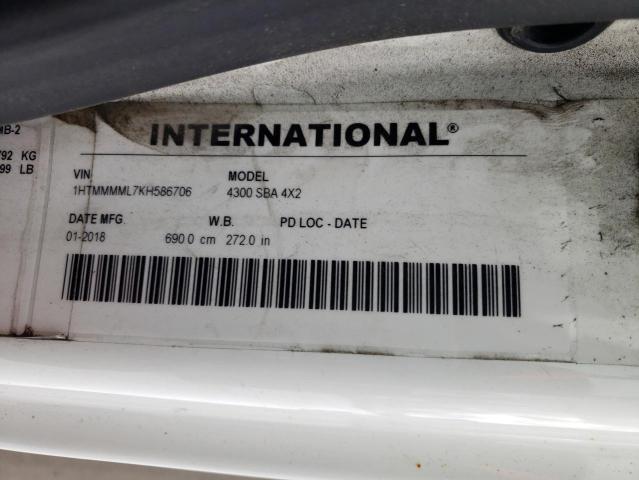 MB-2
792 KG
99 LB
INTERNATIONAL®
VIN MODEL
1HTMMMML7KH586706 4300 SBA 4X2
DATE MFG. W.B. PD LOC - DATE
01-2018 690.0 cm 272.0 in